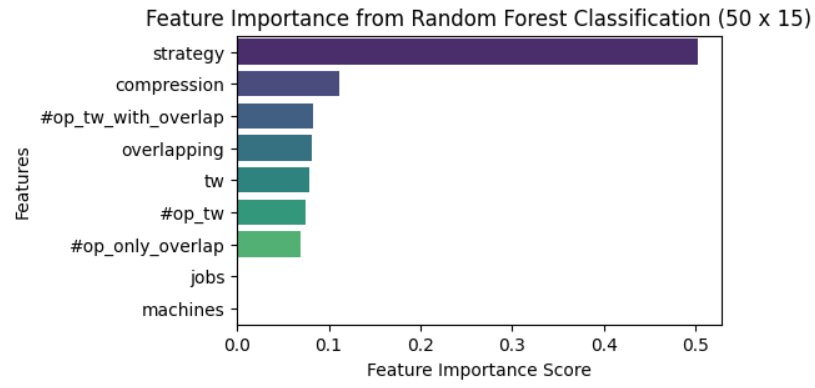 Feature Importance from Random Forest Classification (50 x 15)
Features
strategy
compression
#op_tw_with_overlap
overlapping
tw
#op_tw
#op_only_overlap
jobs
machines
0.0 0.1 0.2 0.3 0.4 0.5
Feature Importance Score